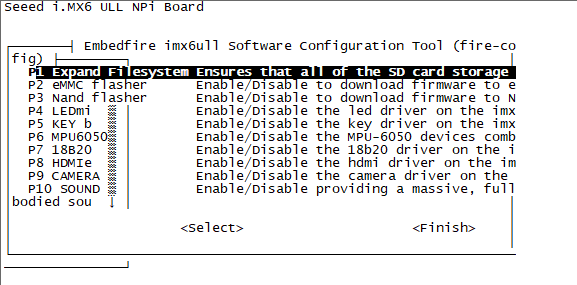 Seeed i.MX6 ULL NPi Board
Embedfire imx6ull Software Configuration Tool (fire-co
fig)
P1 Expand Filesystem Ensures that all of the SD card storage
P2 eMMC flasher Enable/Disable to download firmware to e
P3 Nand flasher Enable/Disable to download firmware to N
P4 LEDmi Enable/Disable the led driver on the imx
P5 KEY b Enable/Disable the key driver on the imx
P6 MPU6050 Enable/Disable the MPU-6050 devices comb
P7 18B20 Enable/Disable the 18b20 driver on the i
P8 HDMIe Enable/Disable the hdmi driver on the im
P9 CAMERA Enable/Disable the camera driver on the
P10 SOUND Enable/Disable providing a massive, full
bodied sou ↓
<Select> <Finish>